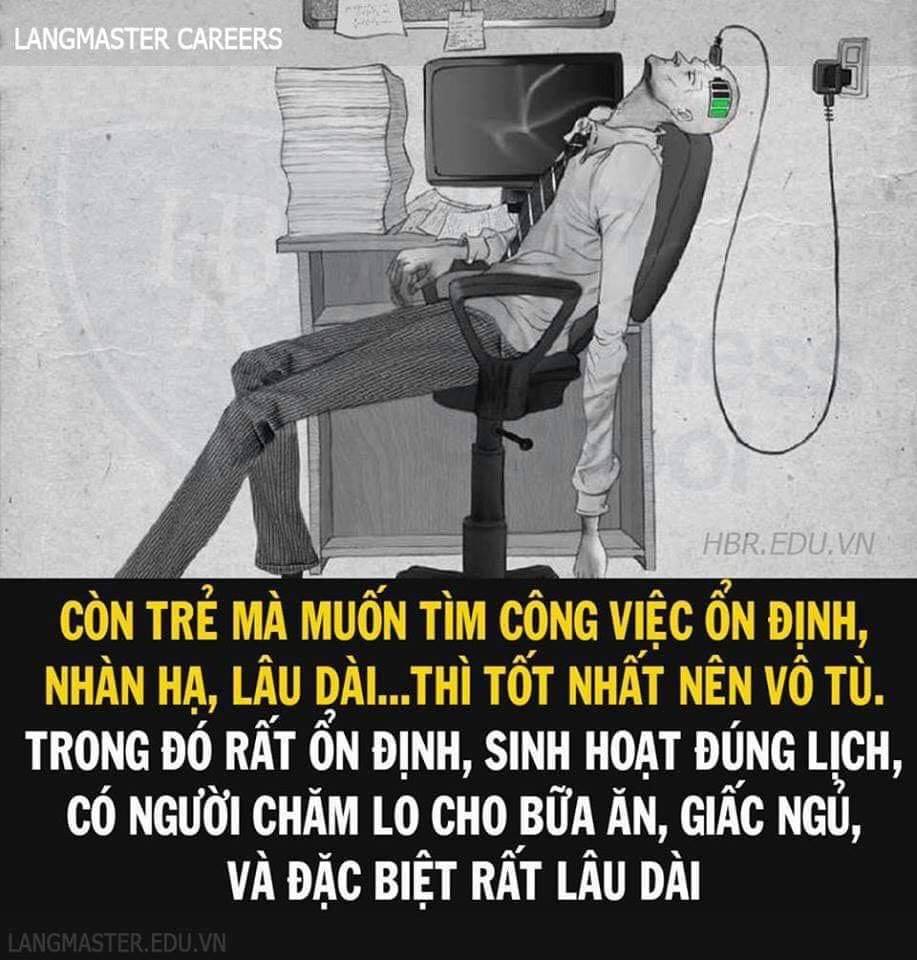 LANGMASTER CAREERS
HBR.EDU.VN
CÒN TRẺ MÀ MUỐN TÌM CÔNG VIỆC ỔN ĐỊNH,
NHÀN HẠ, LÂU DÀI...THÌ TỐT NHẤT NÊN VÔ TÙ.
TRONG ĐÓ RẤT ỔN ĐỊNH, SINH HOẠT ĐÚNG LỊCH,
CÓ NGƯỜI CHĂM LO CHO BỮA ĂN, GIẤC NGỦ,
VÀ ĐẶC BIỆT RẤT LÂU DÀI
LANGMASTER.EDU.VN